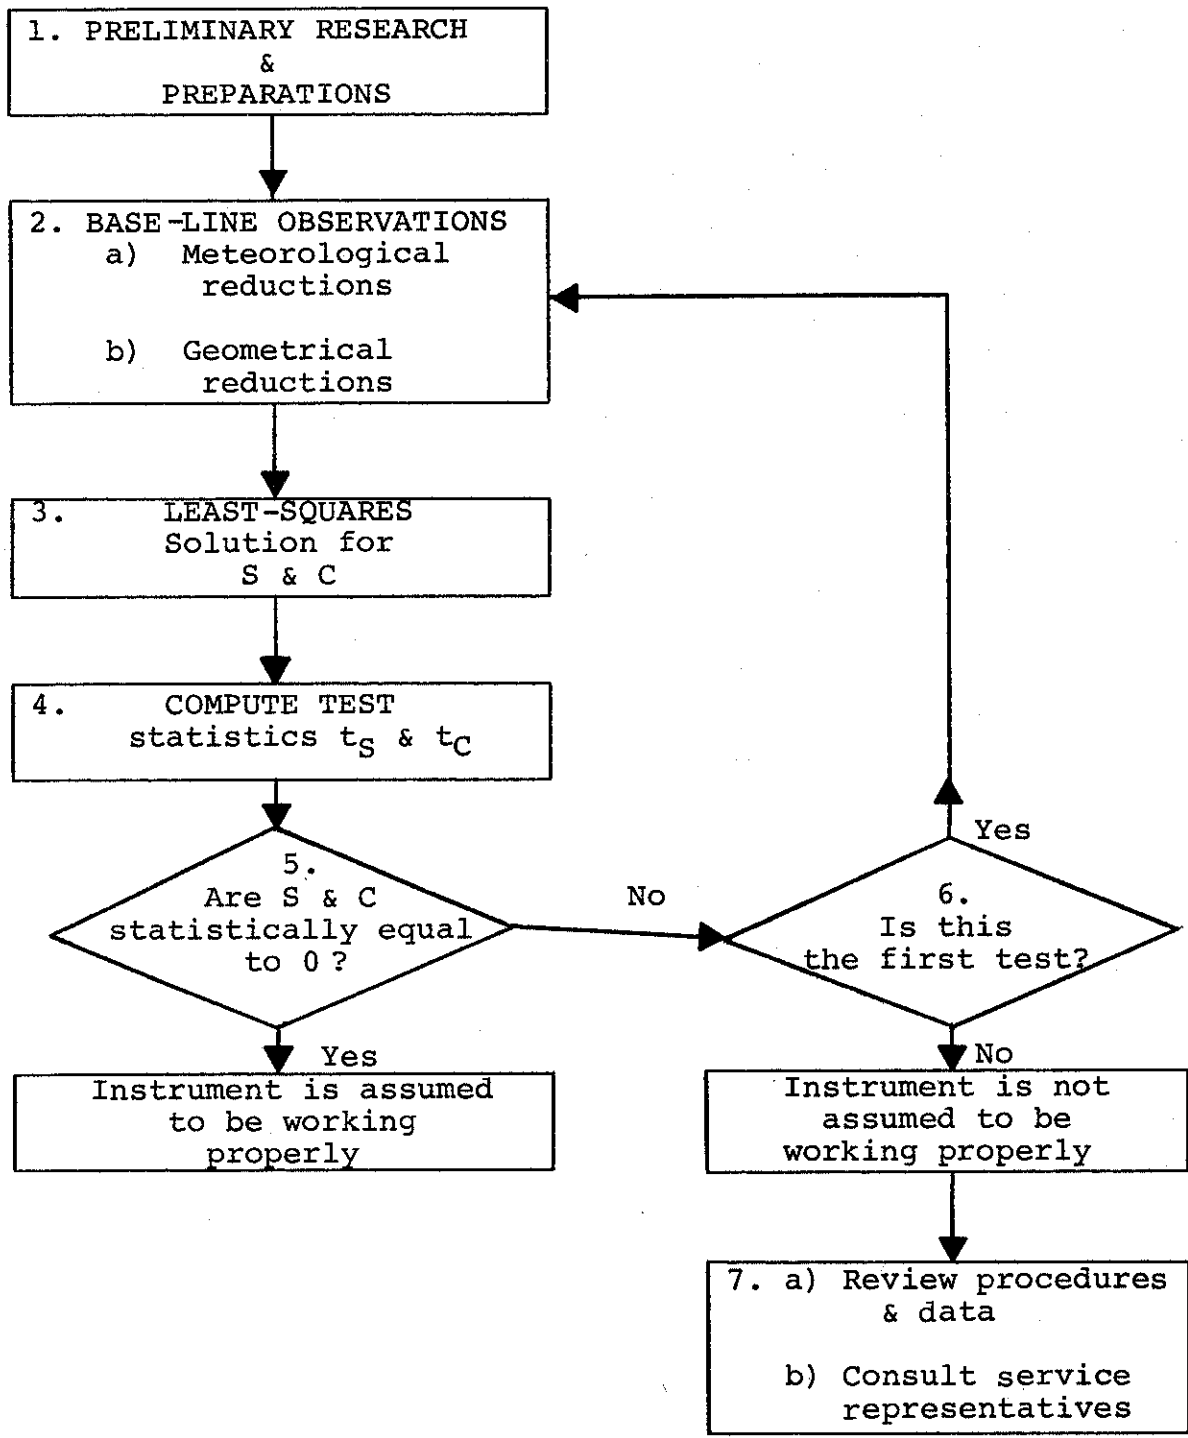 1. PRELIMINARY RESEARCH
&
PREPARATIONS
2. BASE-LINE OBSERVATIONS
a) Meteorological
reductions
b) Geometrical
reductions
3. LEAST-SQUARES
Solution for
S & C
4. COMPUTE TEST
statistics tS & tC
5.
Are S & C
statistically equal
to 0?
No
Yes
Instrument is assumed
to be working
properly
6.
Is this
the first test?
Yes
No
Instrument is not
assumed to be
working properly
7. a) Review procedures
& data
b) Consult service
representatives